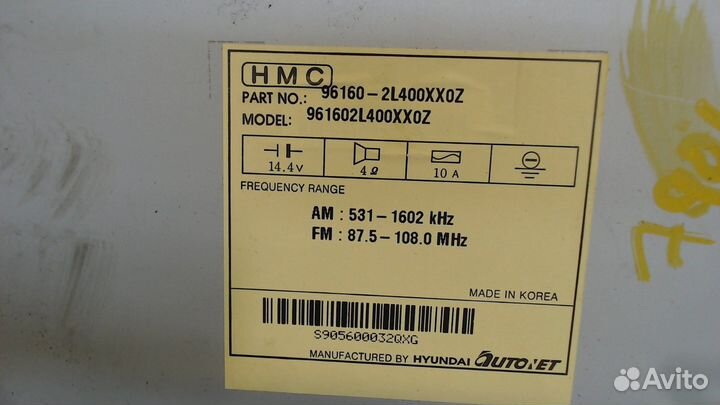 HMC
PART NO.: 96160-2L400XX0Z
MODEL: 961602L400XX0Z
14.4V 4Ω 10 A
FREQUENCY RANGE
AM : 531-1602 kHz
FM : 87.5-108.0 MHz
MADE IN KOREA
S905600032QXG
MANUFACTURED BY HYUNDAI AUTONET
Avito